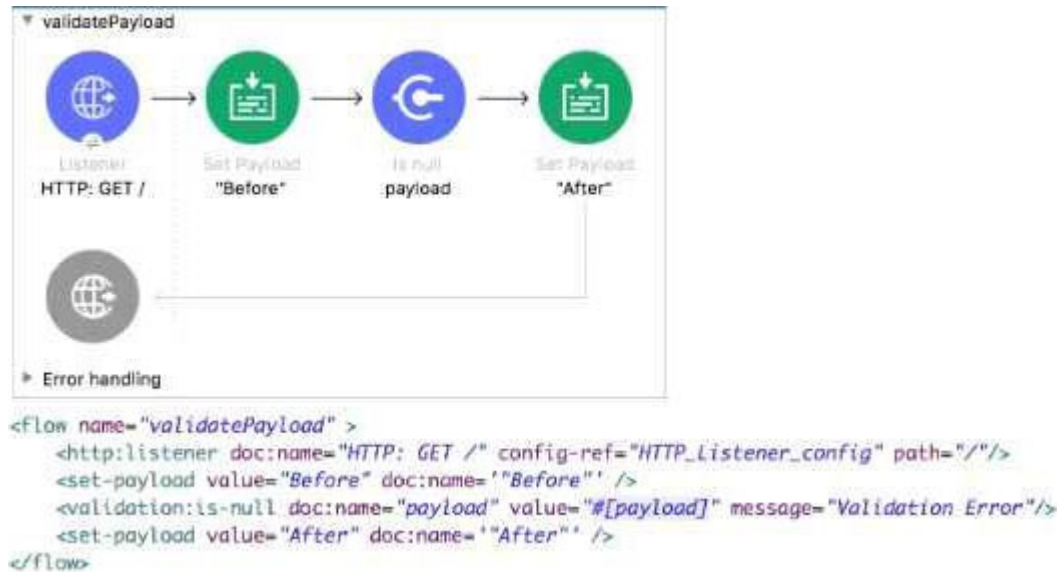 validatePayload
Listener
Set Payload
Is null
Set Payload
HTTP: GET /
"Before"
payload
"After"
Error handling
<flow name="validatePayload" >
<http:listener doc:name="HTTP: GET /" config-ref="HTTP_Listener_config" path="/"/>
<set-payload value="Before" doc:name='"Before"' />
<validation:is-null doc:name="payload" value="#[payload]" message="Validation Error"/>
<set-payload value="After" doc:name='"After"' />
</flow>